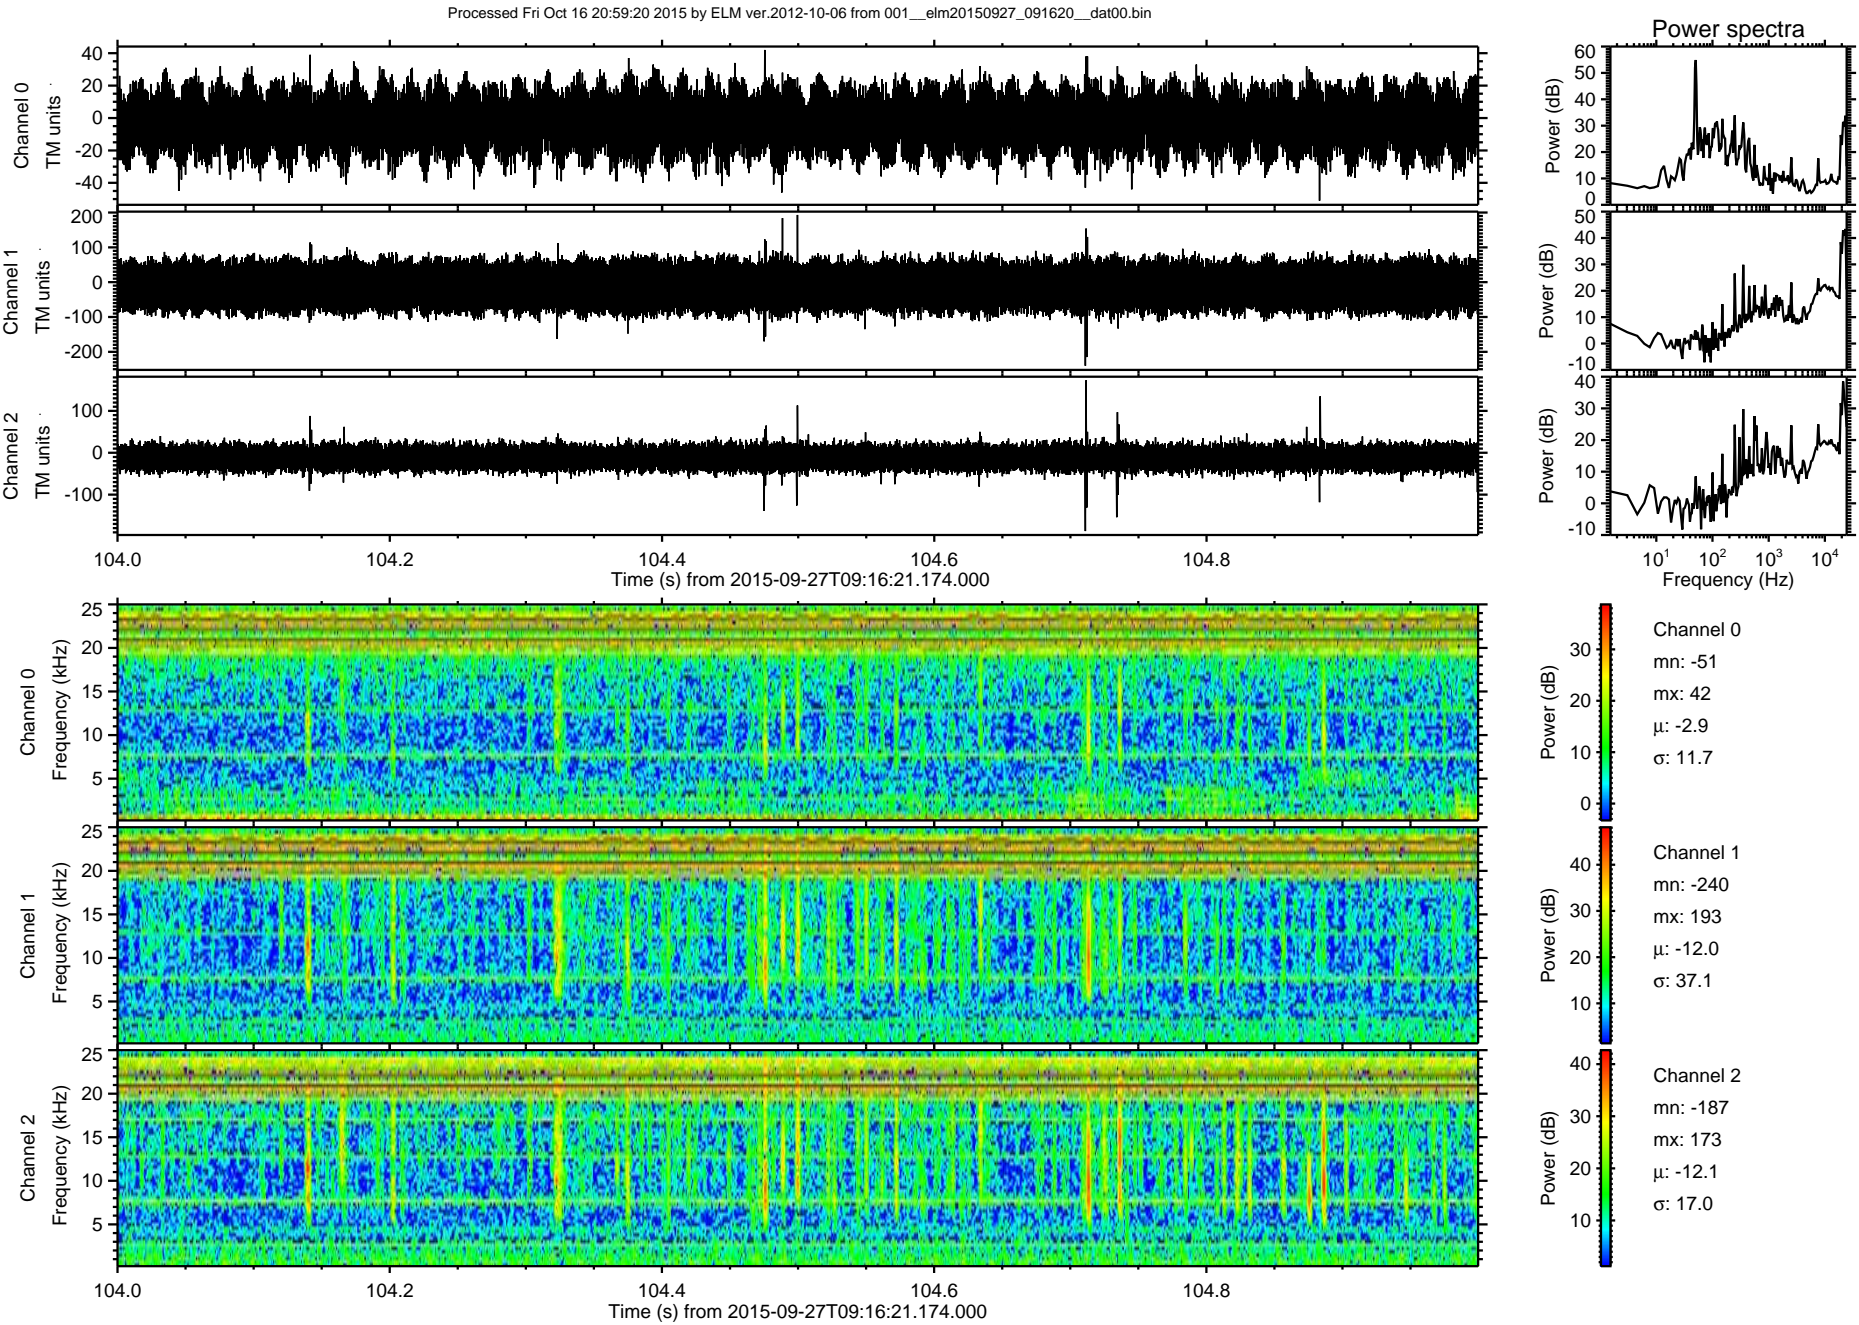 Processed Fri Oct 16 20:59:20 2015 by ELM ver.2012-10-06 from 001__elm20150927_091620__dat00.bin
Power spectra
Channel 0
TM units
40
20
0
-20
-40
Power (dB)
60
50
40
30
20
10
0
Channel 1
TM units
200
100
0
-100
-200
Power (dB)
50
40
30
20
10
0
-10
Channel 2
TM units
100
0
-100
Power (dB)
40
30
20
10
0
-10
104.0 104.2 104.4 104.6 104.8
Time (s) from 2015-09-27T09:16:21.174.000
10^1 10^2 10^3 10^4
Frequency (Hz)
Channel 0
Frequency (kHz)
25
20
15
10
5
Power (dB)
30
20
10
0
Channel 0
mn: -51
mx: 42
μ: -2.9
σ: 11.7
Channel 1
Frequency (kHz)
25
20
15
10
5
Power (dB)
40
30
20
10
Channel 1
mn: -240
mx: 193
μ: -12.0
σ: 37.1
Channel 2
Frequency (kHz)
25
20
15
10
5
Power (dB)
40
30
20
10
Channel 2
mn: -187
mx: 173
μ: -12.1
σ: 17.0
104.0 104.2 104.4 104.6 104.8
Time (s) from 2015-09-27T09:16:21.174.000